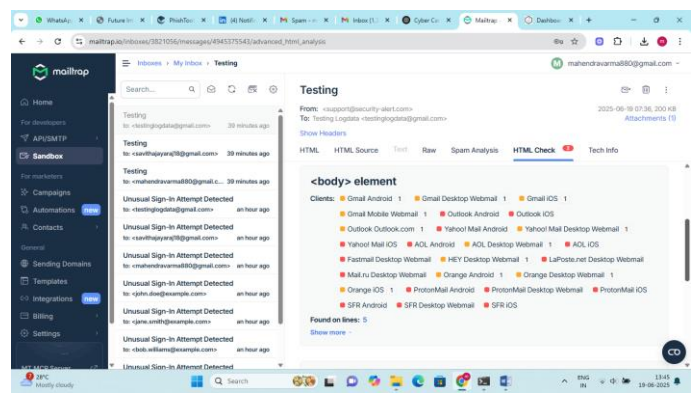 WhatsAp
Future In
PhishToo
(4) Notific
Spam -
Inbox (1,
Cyber Co
Mailtrap
Dashboa
mailtrap.io/inboxes/3821056/messages/4945375543/advanced_html_analysis
mailtrap
Inboxes > My Inbox > Testing
mahendravarma880@gmail.com
Home
For developers
API/SMTP
Sandbox
For marketers
Campaigns
Automations new
Contacts
General
Sending Domains
Templates
Integrations new
Billing
Settings
MT MCP Server
Search...
Testing
to: <testinglogdata@gmail.com> 39 minutes ago
Testing
to: <savithajayaraj18@gmail.com> 39 minutes ago
Testing
to: <mahendravarma880@gmail.c... 39 minutes ago
Unusual Sign-In Attempt Detected
to: <testinglogdata@gmail.com> an hour ago
Unusual Sign-In Attempt Detected
to: <savithajayaraj18@gmail.com> an hour ago
Unusual Sign-In Attempt Detected
to: <mahendravarma880@gmail.com> an hour ago
Unusual Sign-In Attempt Detected
to: <john.doe@example.com> an hour ago
Unusual Sign-In Attempt Detected
to: <jane.smith@example.com> an hour ago
Unusual Sign-In Attempt Detected
to: <bob.williams@example.com> an hour ago
Unusual Sign-In Attempt Detected
Testing
From: <support@security-alert.com>
2025-06-19 07:36, 200 KB
To: Testing Logdata <testinglogdata@gmail.com>
Attachments (1)
Show Headers
HTML HTML Source Text Raw Spam Analysis HTML Check Tech Info
<body> element
Clients: Gmail Android 1 Gmail Desktop Webmail 1 Gmail iOS 1
Gmail Mobile Webmail 1 Outlook Android Outlook iOS
Outlook Outlook.com 1 Yahoo! Mail Android Yahoo! Mail Desktop Webmail 1
Yahoo! Mail iOS AOL Android AOL Desktop Webmail 1 AOL iOS
Fastmail Desktop Webmail HEY Desktop Webmail 1 LaPoste.net Desktop Webmail
Mail.ru Desktop Webmail Orange Android Orange Desktop Webmail 1
Orange iOS 1 ProtonMail Android ProtonMail Desktop Webmail ProtonMail iOS
SFR Android SFR Desktop Webmail SFR iOS
Found on lines: 5
Show more
28°C
Mostly cloudy
Search
ENG
IN
13:45
19-06-2025